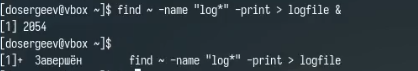 [dosergeev@vbox ~]$ find ~ -name "log*" -print > logfile &
[1] 2054
[dosergeev@vbox ~]$
[1]+  Завершён        find ~ -name "log*" -print > logfile